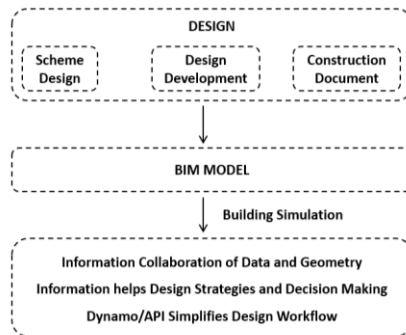 DESIGN
Scheme
Design
Design
Development
Construction
Document
BIM MODEL
Building Simulation
Information Collaboration of Data and Geometry
Information helps Design Strategies and Decision Making
Dynamo/API Simplifies Design Workflow